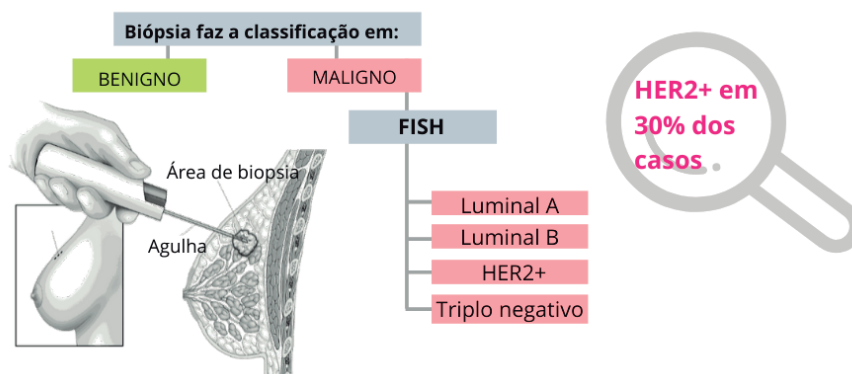 Biópsia faz a classificação em:
BENIGNO
MALIGNO
FISH
Luminal A
Luminal B
HER2+
Triplo negativo
Área de biopsia
Agulha
HER2+ em
30% dos
casos